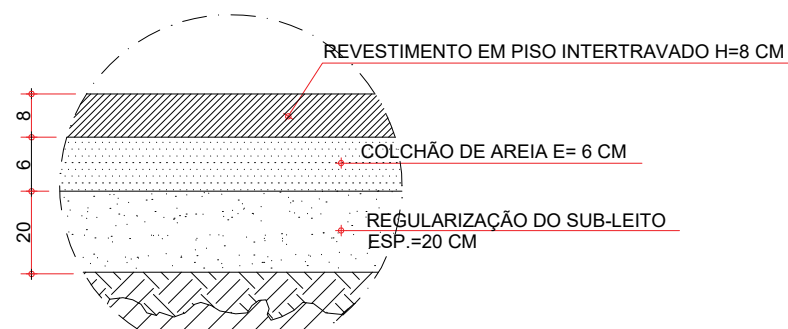 REVESTIMENTO EM PISO INTERTRAVADO H=8 CM
8
COLCHÃO DE AREIA E= 6 CM
6
REGULARIZAÇÃO DO SUB-LEITO
ESP.=20 CM
20